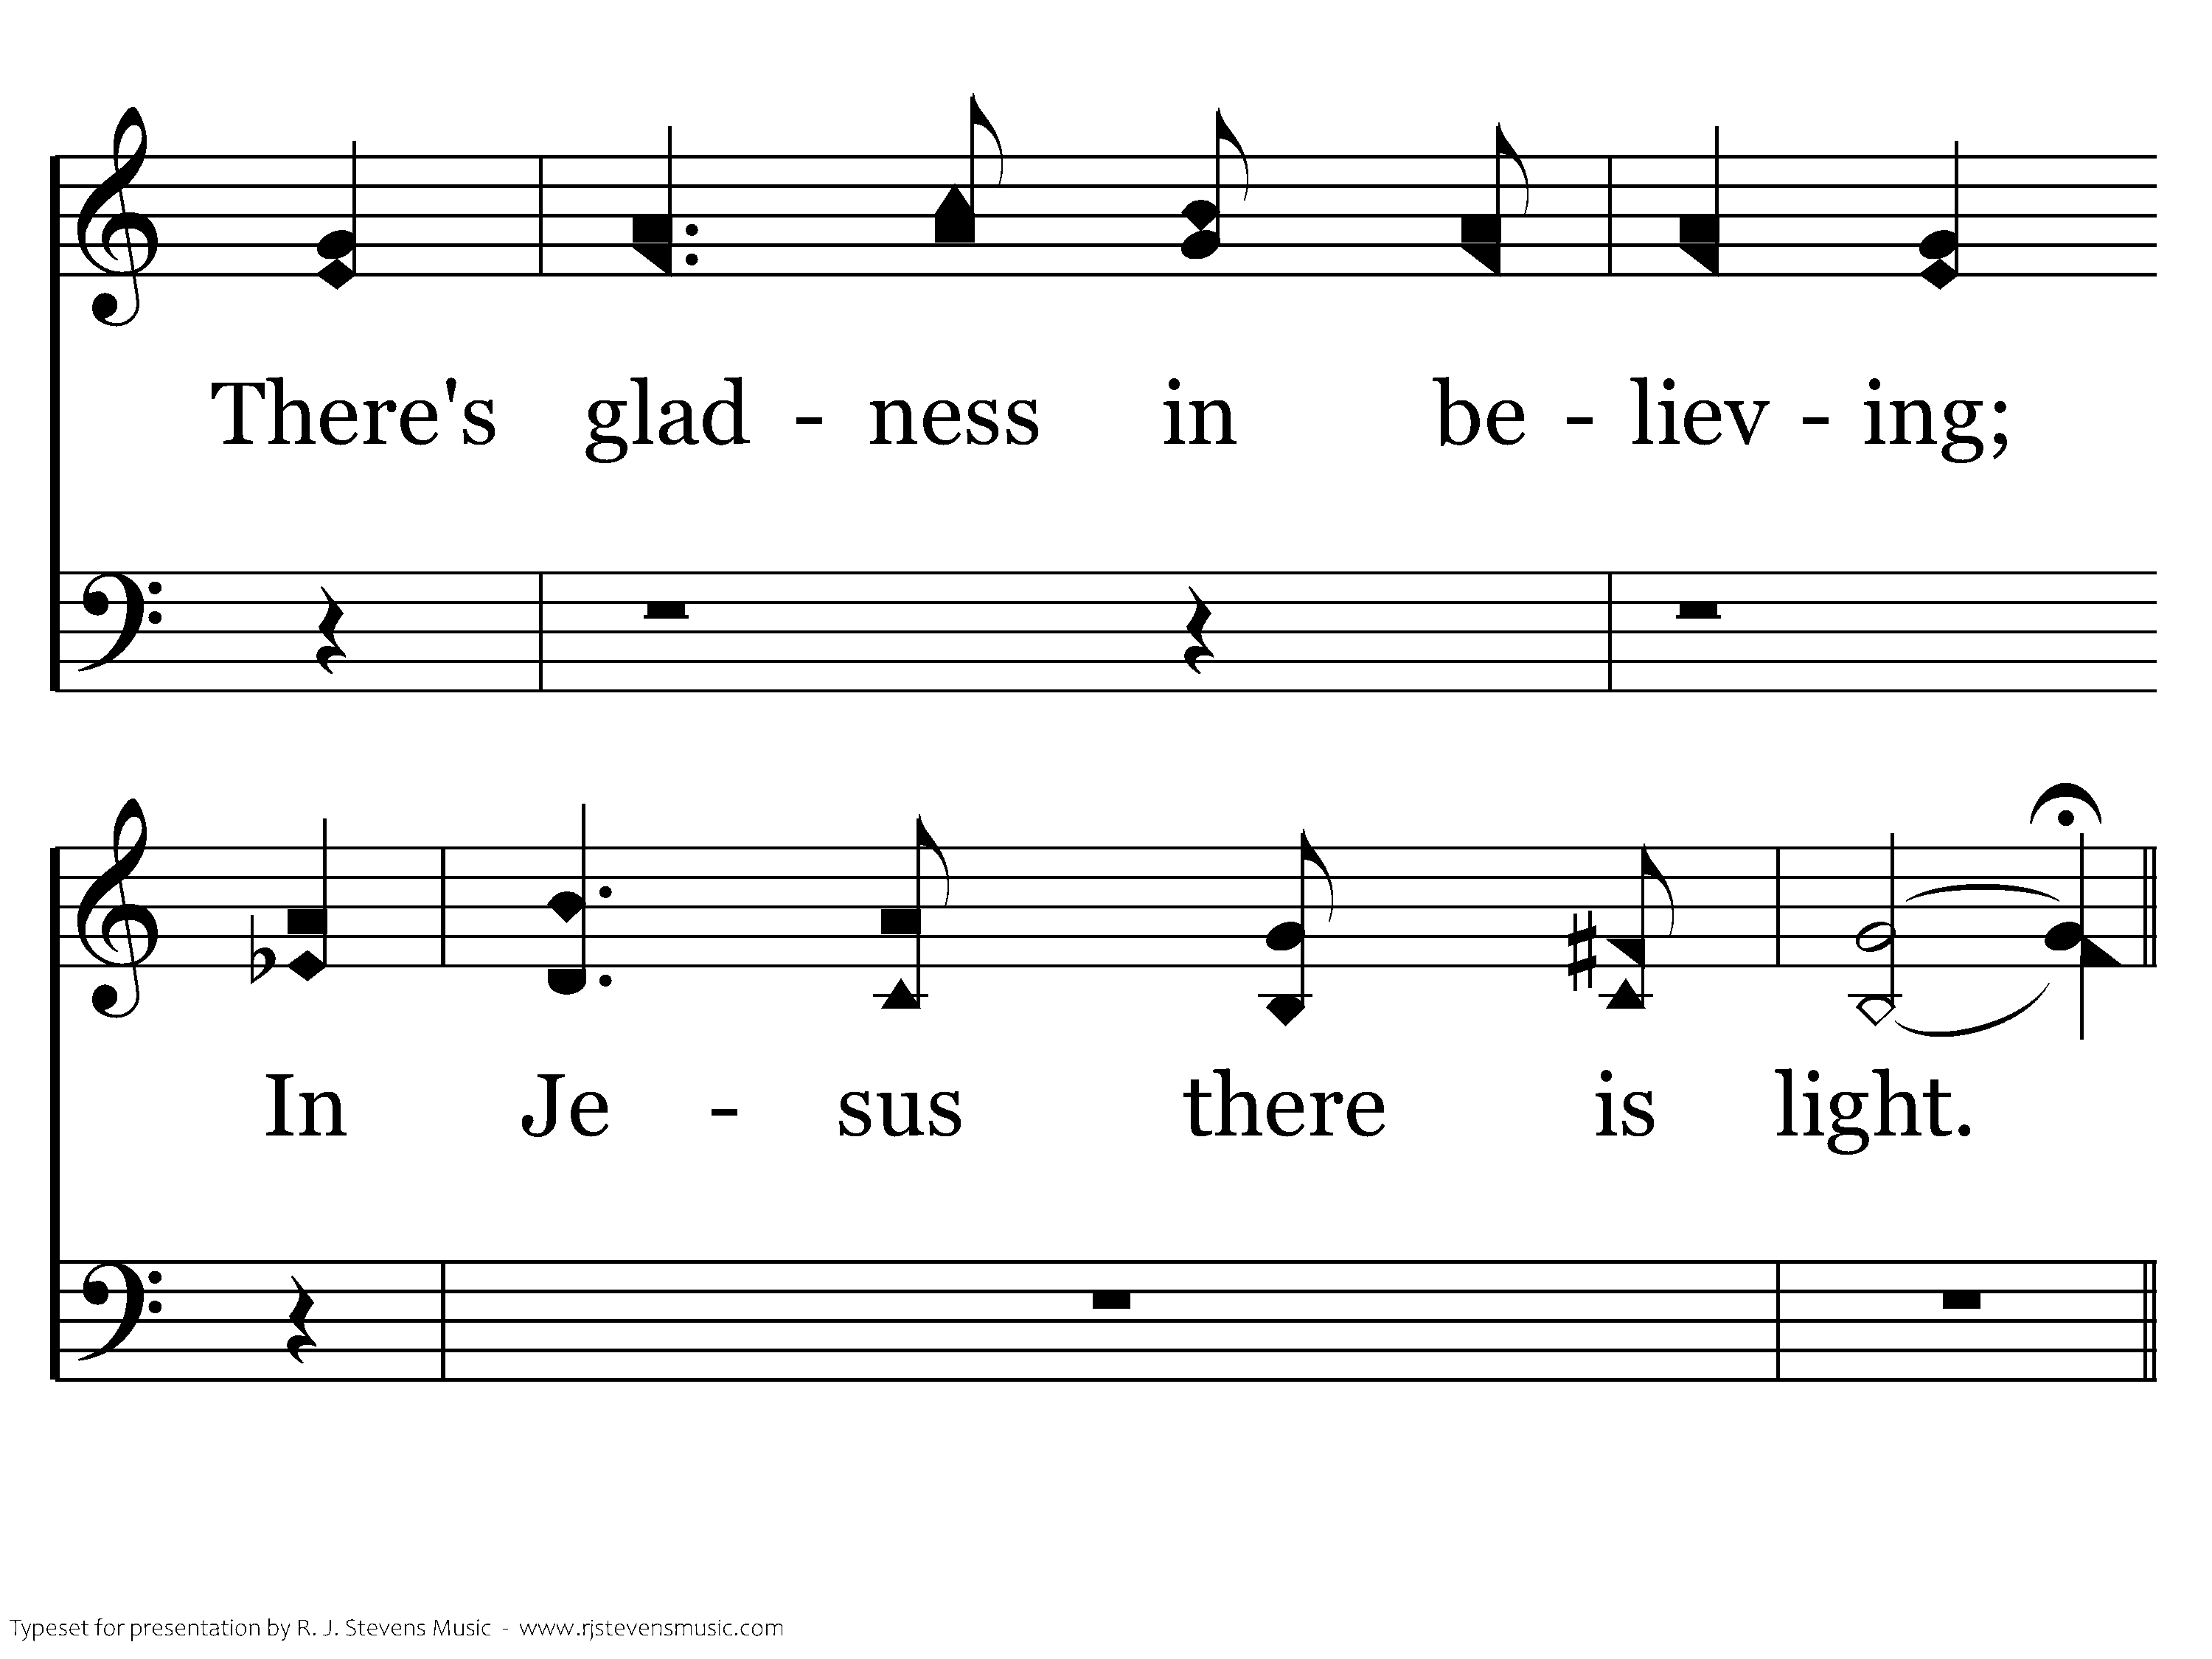 There's glad - ness in be - liev - ing;
In Je - sus there is light.
Typeset for presentation by R. J. Stevens Music - www.rjstevensmusic.com